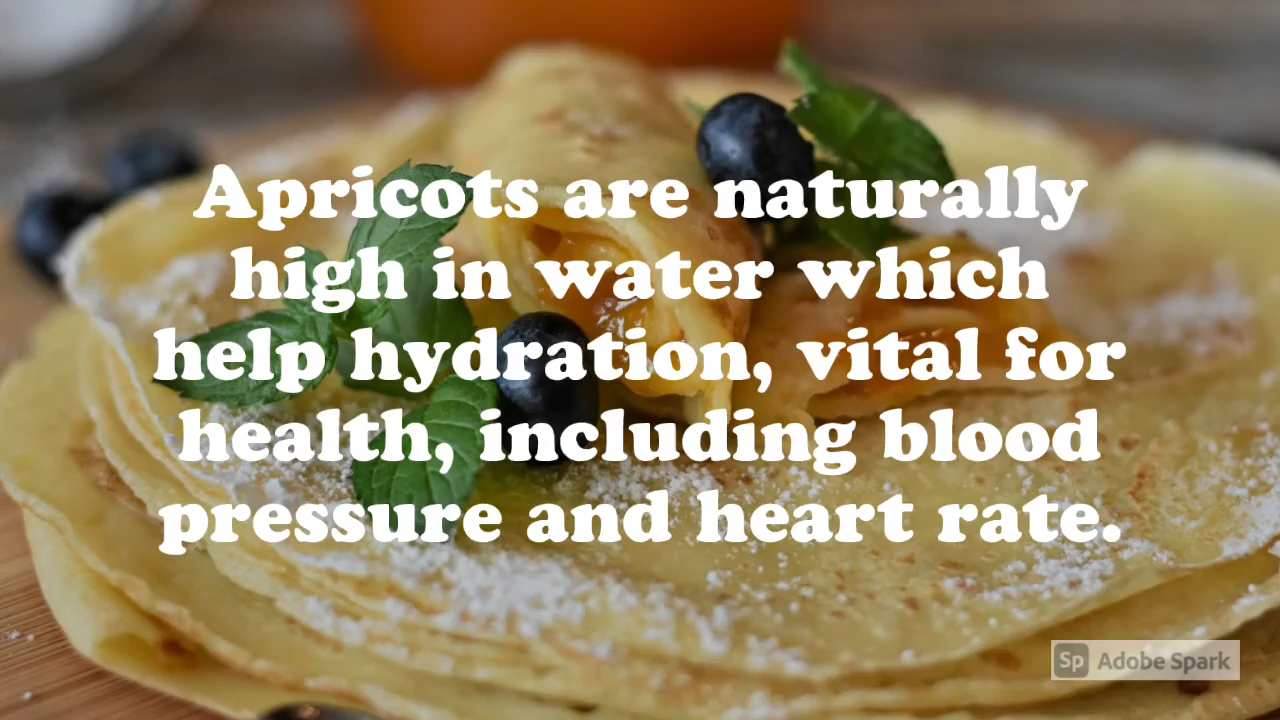 Apricots are naturally
high in water which
help hydration, vital for
health, including blood
pressure and heart rate.
Sp Adobe Spark